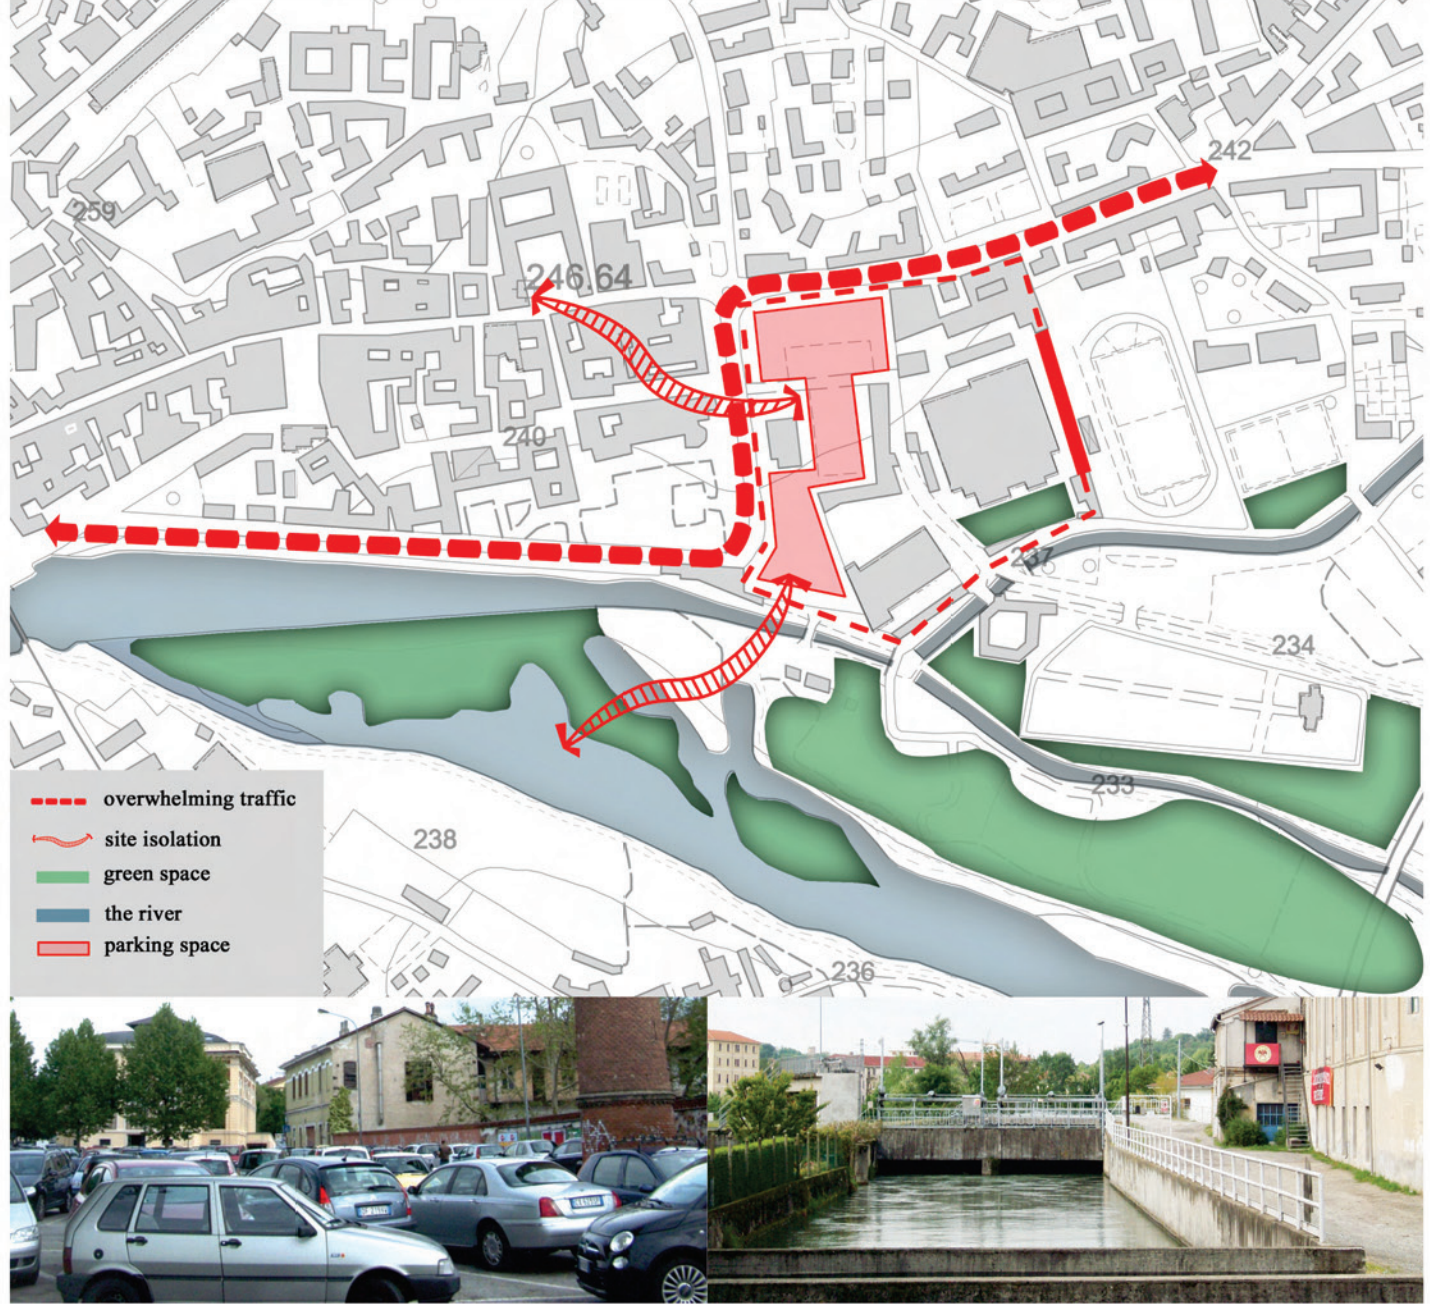 242
259
246.64
240
237
234
233
238
236
overwhelming traffic
site isolation
green space
the river
parking space